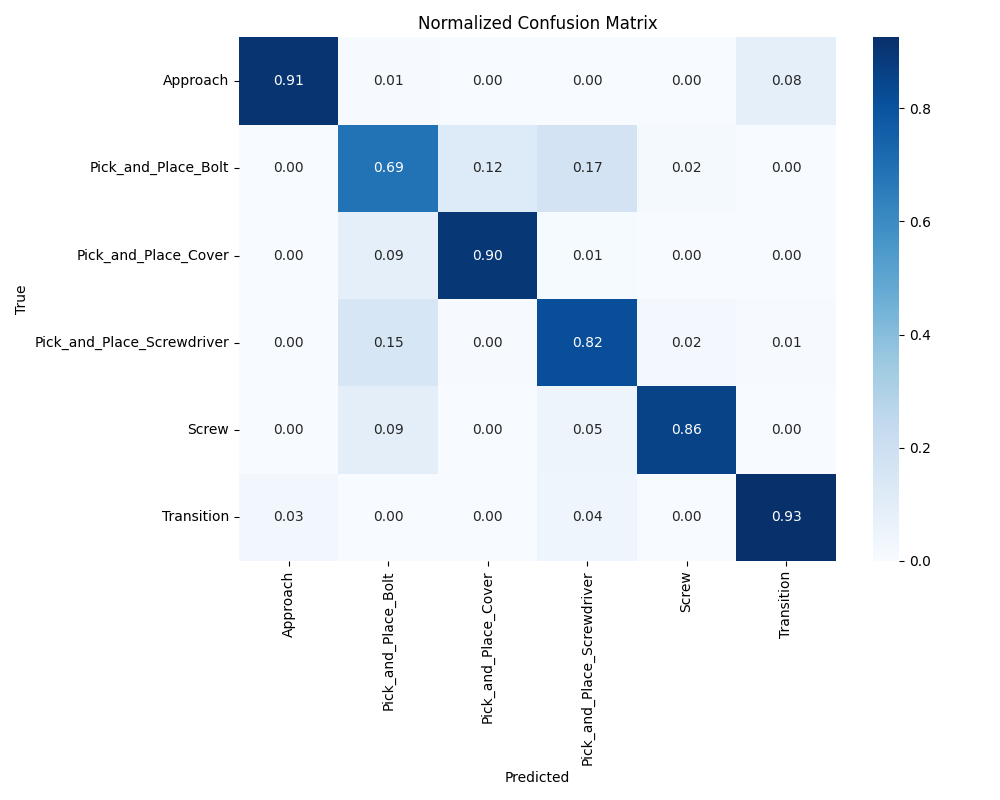 Normalized Confusion Matrix
True
Approach 0.91 0.01 0.00 0.00 0.00 0.08
Pick_and_Place_Bolt 0.00 0.69 0.12 0.17 0.02 0.00
Pick_and_Place_Cover 0.00 0.09 0.90 0.01 0.00 0.00
Pick_and_Place_Screwdriver 0.00 0.15 0.00 0.82 0.02 0.01
Screw 0.00 0.09 0.00 0.05 0.86 0.00
Transition 0.03 0.00 0.00 0.04 0.00 0.93
Approach
Pick_and_Place_Bolt
Pick_and_Place_Cover
Pick_and_Place_Screwdriver
Screw
Transition
Predicted
0.8
0.6
0.4
0.2
0.0